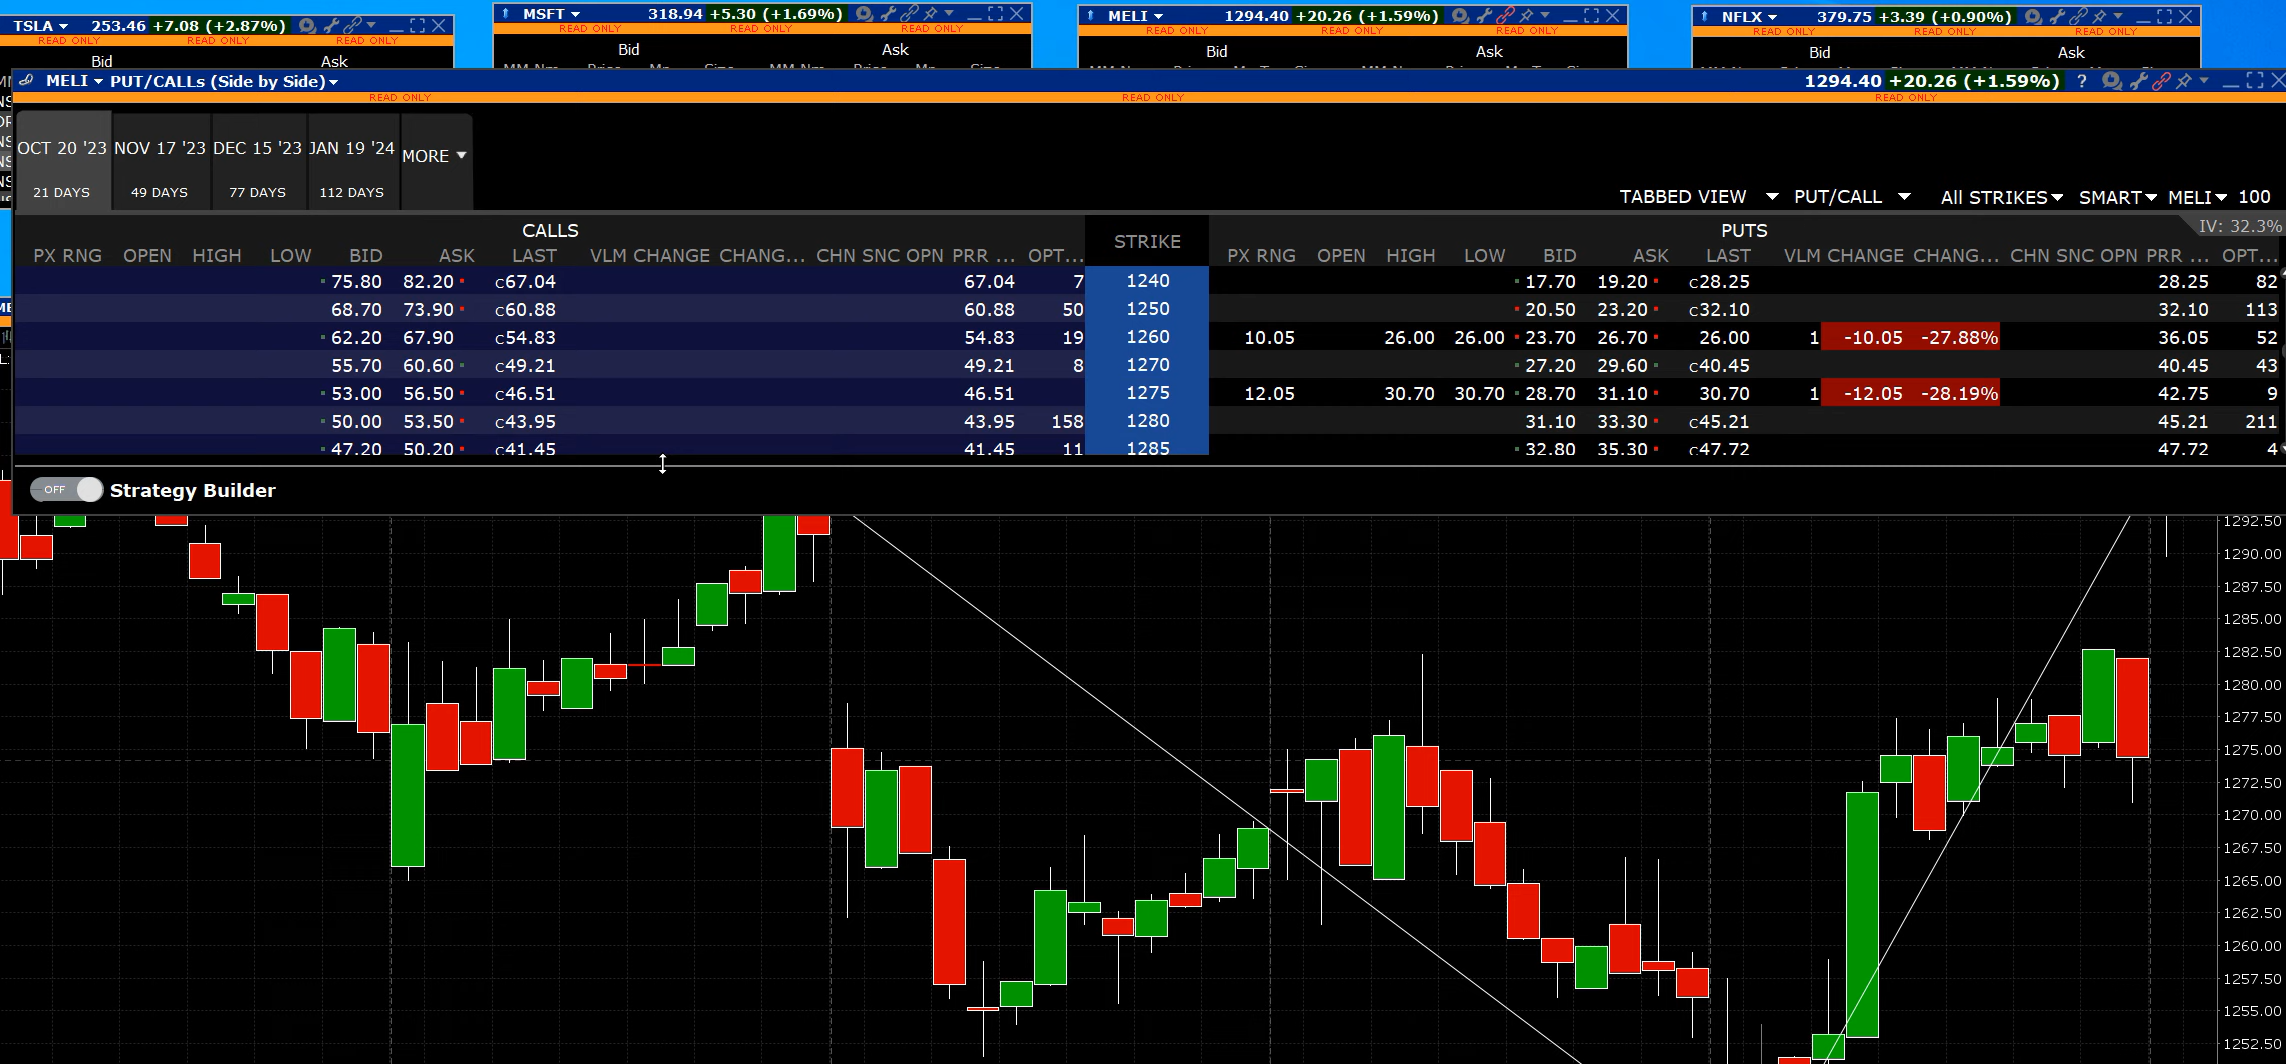 TSLA 253.46 +7.08 (+2.87%) MSFT 318.94 +5.30 (+1.69%) MELI 1294.40 +20.26 (+1.59%) NFLX 379.75 +3.39 (+0.90%)
READ ONLY READ ONLY READ ONLY READ ONLY READ ONLY READ ONLY READ ONLY READ ONLY READ ONLY READ ONLY READ ONLY READ ONLY
Bid Ask Bid Ask Bid Ask Bid Ask
MELI PUT/CALLs (Side by Side) 1294.40 +20.26 (+1.59%) ?
READ ONLY READ ONLY READ ONLY
OCT 20 '23 NOV 17 '23 DEC 15 '23 JAN 19 '24 MORE
21 DAYS 49 DAYS 77 DAYS 112 DAYS
TABBED VIEW PUT/CALL All STRIKES SMART MELI 100
IV: 32.3%
CALLS STRIKE PUTS
PX RNG OPEN HIGH LOW BID ASK LAST VLM CHANGE CHANG... CHN SNC OPN PRR ... OPT... PX RNG OPEN HIGH LOW BID ASK LAST VLM CHANGE CHANG... CHN SNC OPN PRR ... OPT...
75.80 82.20 C67.04 67.04 7 1240 17.70 19.20 C28.25 28.25 82
68.70 73.90 C60.88 60.88 50 1250 20.50 23.20 C32.10 32.10 113
62.20 67.90 C54.83 54.83 19 1260 10.05 26.00 26.00 23.70 26.70 26.00 1 -10.05 -27.88% 36.05 52
55.70 60.60 C49.21 49.21 8 1270 27.20 29.60 C40.45 40.45 43
53.00 56.50 C46.51 46.51 1275 12.05 30.70 30.70 28.70 31.10 30.70 1 -12.05 -28.19% 42.75 9
50.00 53.50 C43.95 43.95 158 1280 31.10 33.30 C45.21 45.21 211
47.20 50.20 C41.45 41.45 11 1285 32.80 35.30 C47.72 47.72 4
OFF Strategy Builder
1292.50
1290.00
1287.50
1285.00
1282.50
1280.00
1277.50
1275.00
1272.50
1270.00
1267.50
1265.00
1262.50
1260.00
1257.50
1255.00
1252.50